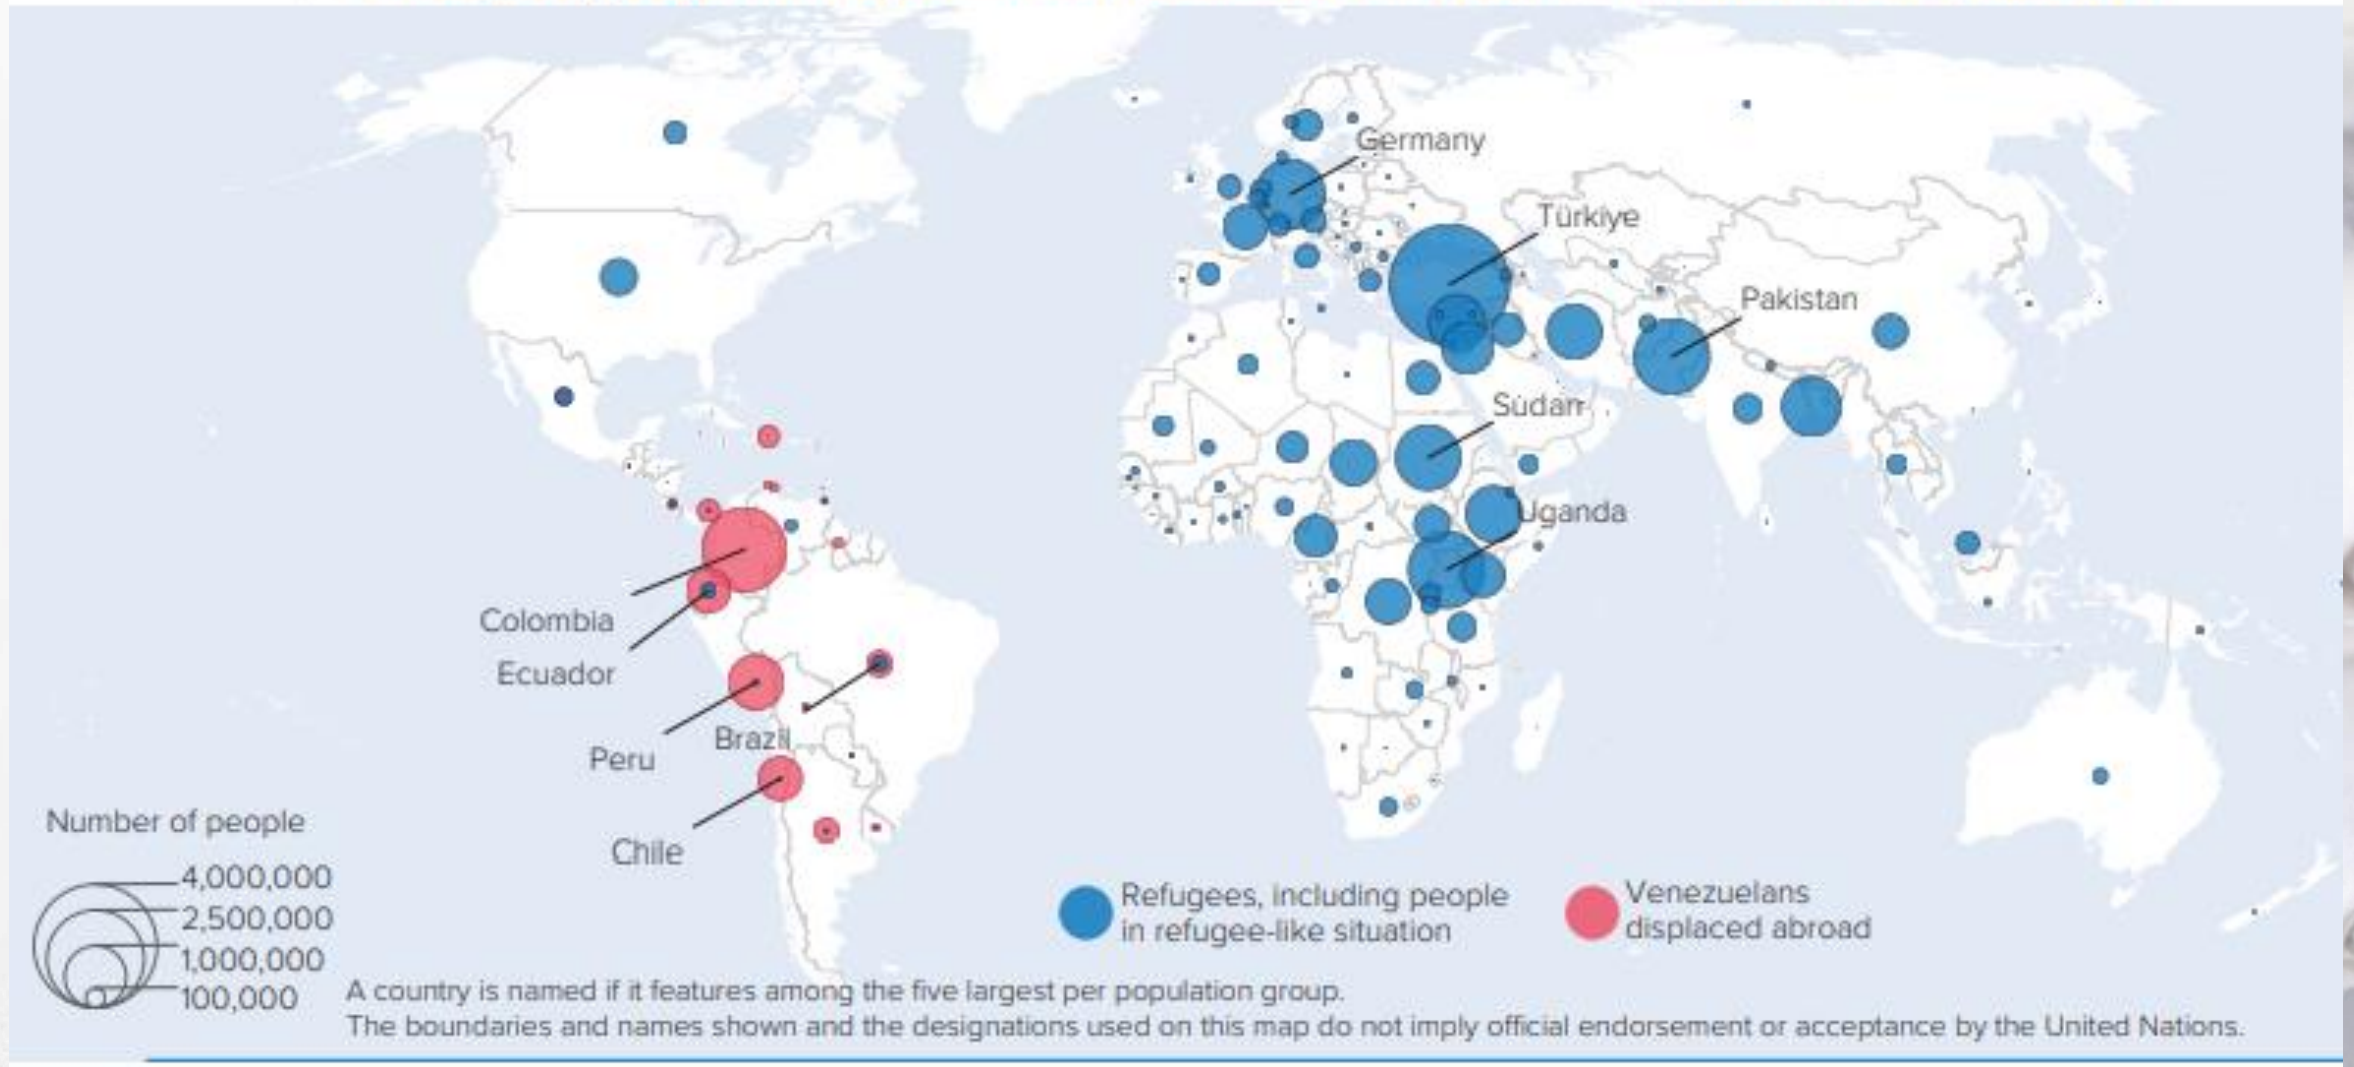 Germany
Türkiye
Pakistan
Sudan
Uganda
Colombia
Ecuador
Peru
Brazil
Chile
Number of people
4,000,000
2,500,000
1,000,000
100,000
Refugees, including people
in refugee-like situation
Venezuelans
displaced abroad
A country is named if it features among the five largest per population group.
The boundaries and names shown and the designations used on this map do not imply official endorsement or acceptance by the United Nations.